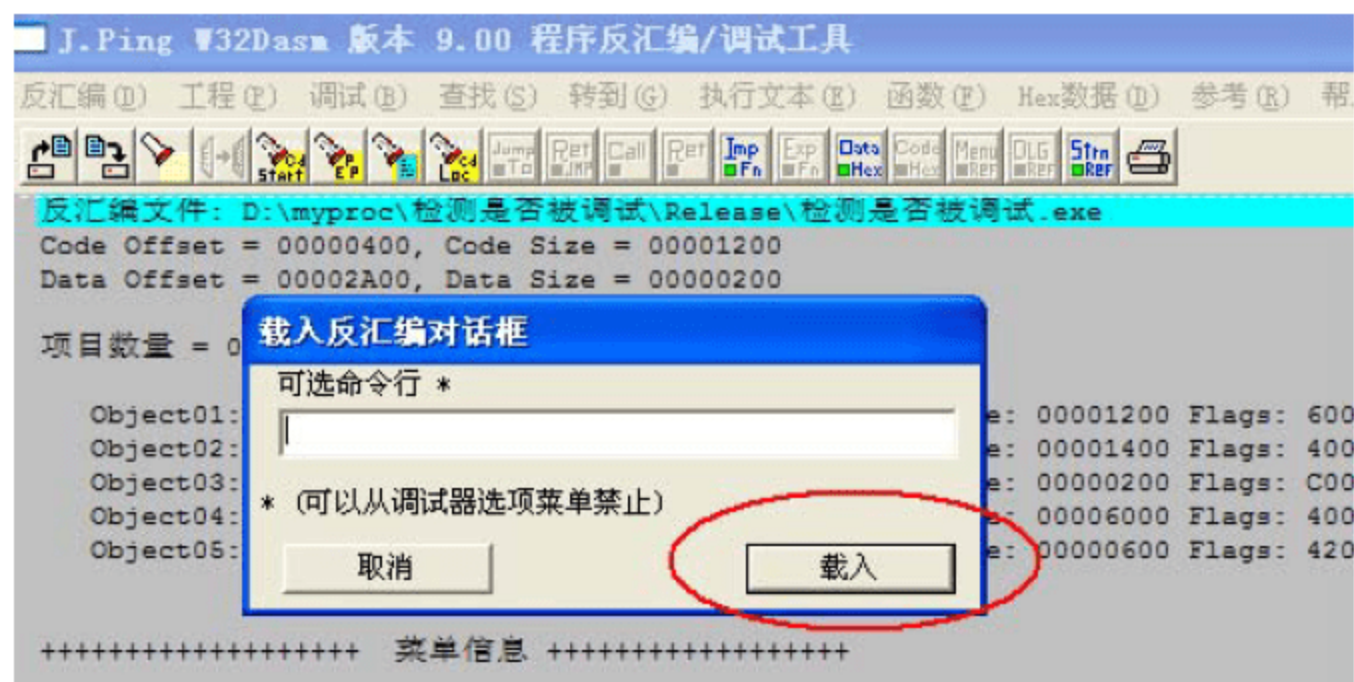 J.Ping W32Dasm 版本 9.00 程序反汇编/调试工具
反汇编(D) 工程(P) 调试(B) 查找(S) 转到(G) 执行文本(E) 函数(F) Hex数据(D) 参考(R) 帮
Cd Start P. E P Cd Loc Jump To Ret JMP Call Ret Imp Fn Exp Fn Data Hex Code Hex Menu REF DLG REF Strn REF
反汇编文件: D:\myproc\检测是否被调试\Release\检测是否被调试.exe
Code Offset = 00000400, Code Size = 00001200
Data Offset = 00002A00, Data Size = 00000200
载入反汇编对话框
项目数量 = 0
可选命令行 *
Object01: e: 00001200 Flags: 600
Object02: e: 00001400 Flags: 400
Object03: e: 00000200 Flags: C00
* (可以从调试器选项菜单禁止)
Object04: e: 00006000 Flags: 400
Object05: e: 00000600 Flags: 420
取消 载入
+++++++++++++++++++ 菜单信息 ++++++++++++++++++